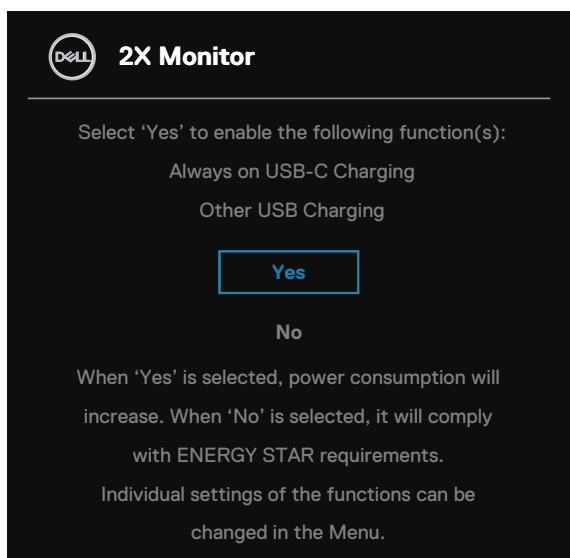 DELL
2X Monitor
Select ‘Yes’ to enable the following function(s):
Always on USB-C Charging
Other USB Charging
Yes
No
When ‘Yes’ is selected, power consumption will
increase. When ‘No’ is selected, it will comply
with ENERGY STAR requirements.
Individual settings of the functions can be
changed in the Menu.